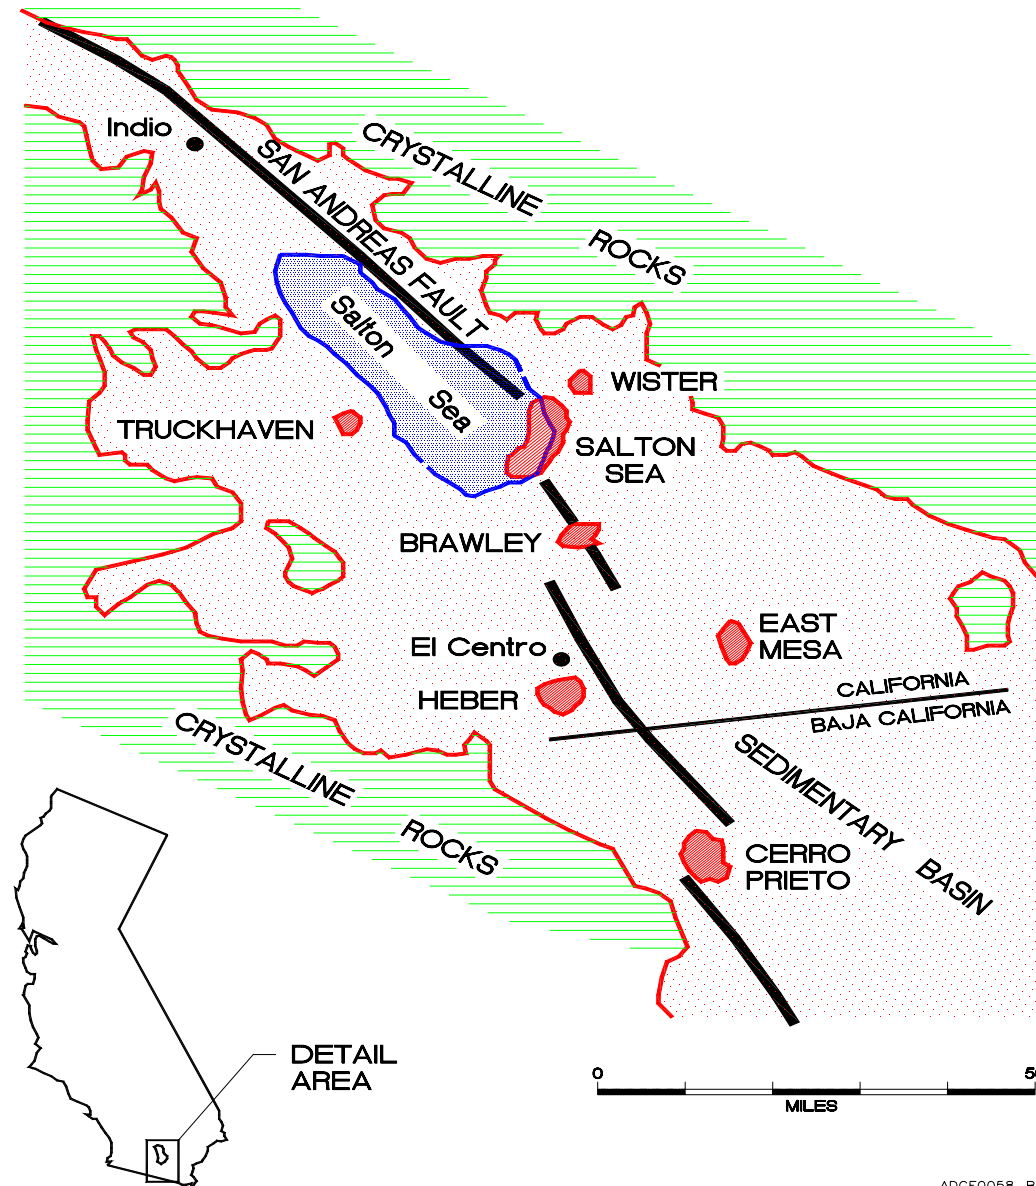 Indio
CRYSTALLINE
ROCKS
SAN ANDREAS FAULT
Salton
Sea
WISTER
TRUCKHAVEN
SALTON
SEA
BRAWLEY
EAST
MESA
El Centro
HEBER
CALIFORNIA
BAJA CALIFORNIA
CRYSTALLINE
ROCKS
SEDIMENTARY BASIN
CERRO
PRIETO
DETAIL
AREA
0
MILES